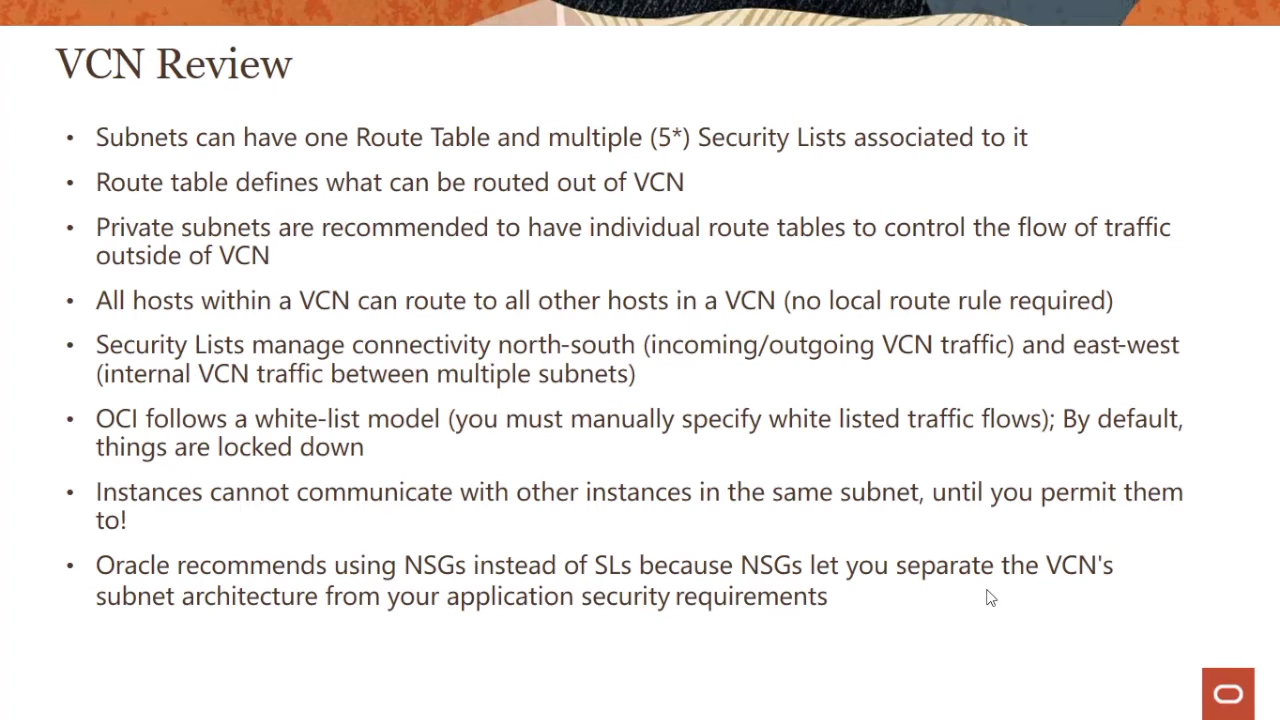 VCN Review
• Subnets can have one Route Table and multiple (5*) Security Lists associated to it
• Route table defines what can be routed out of VCN
• Private subnets are recommended to have individual route tables to control the flow of traffic
outside of VCN
• All hosts within a VCN can route to all other hosts in a VCN (no local route rule required)
• Security Lists manage connectivity north-south (incoming/outgoing VCN traffic) and east-west
(internal VCN traffic between multiple subnets)
• OCI follows a white-list model (you must manually specify white listed traffic flows); By default,
things are locked down
• Instances cannot communicate with other instances in the same subnet, until you permit them
to!
• Oracle recommends using NSGs instead of SLs because NSGs let you separate the VCN's
subnet architecture from your application security requirements